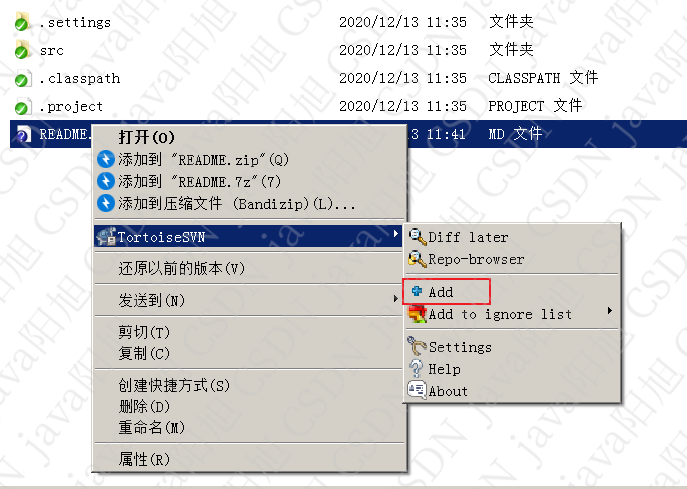 .settings 2020/12/13 11:35 文件夹
src 2020/12/13 11:35 文件夹
.classpath 2020/12/13 11:35 CLASSPATH 文件
.project 2020/12/13 11:35 PROJECT 文件
README. 13 11:41 MD 文件
打开(O)
添加到 "README.zip"(Q)
添加到 "README.7z"(7)
添加到压缩文件 (Bandizip)(L)...
TortoiseSVN
还原以前的版本(V)
发送到(N)
剪切(T)
复制(C)
创建快捷方式(S)
删除(D)
重命名(M)
属性(R)
Diff later
Repo-browser
Add
Add to ignore list
Settings
Help
About
CSDN java阳旭